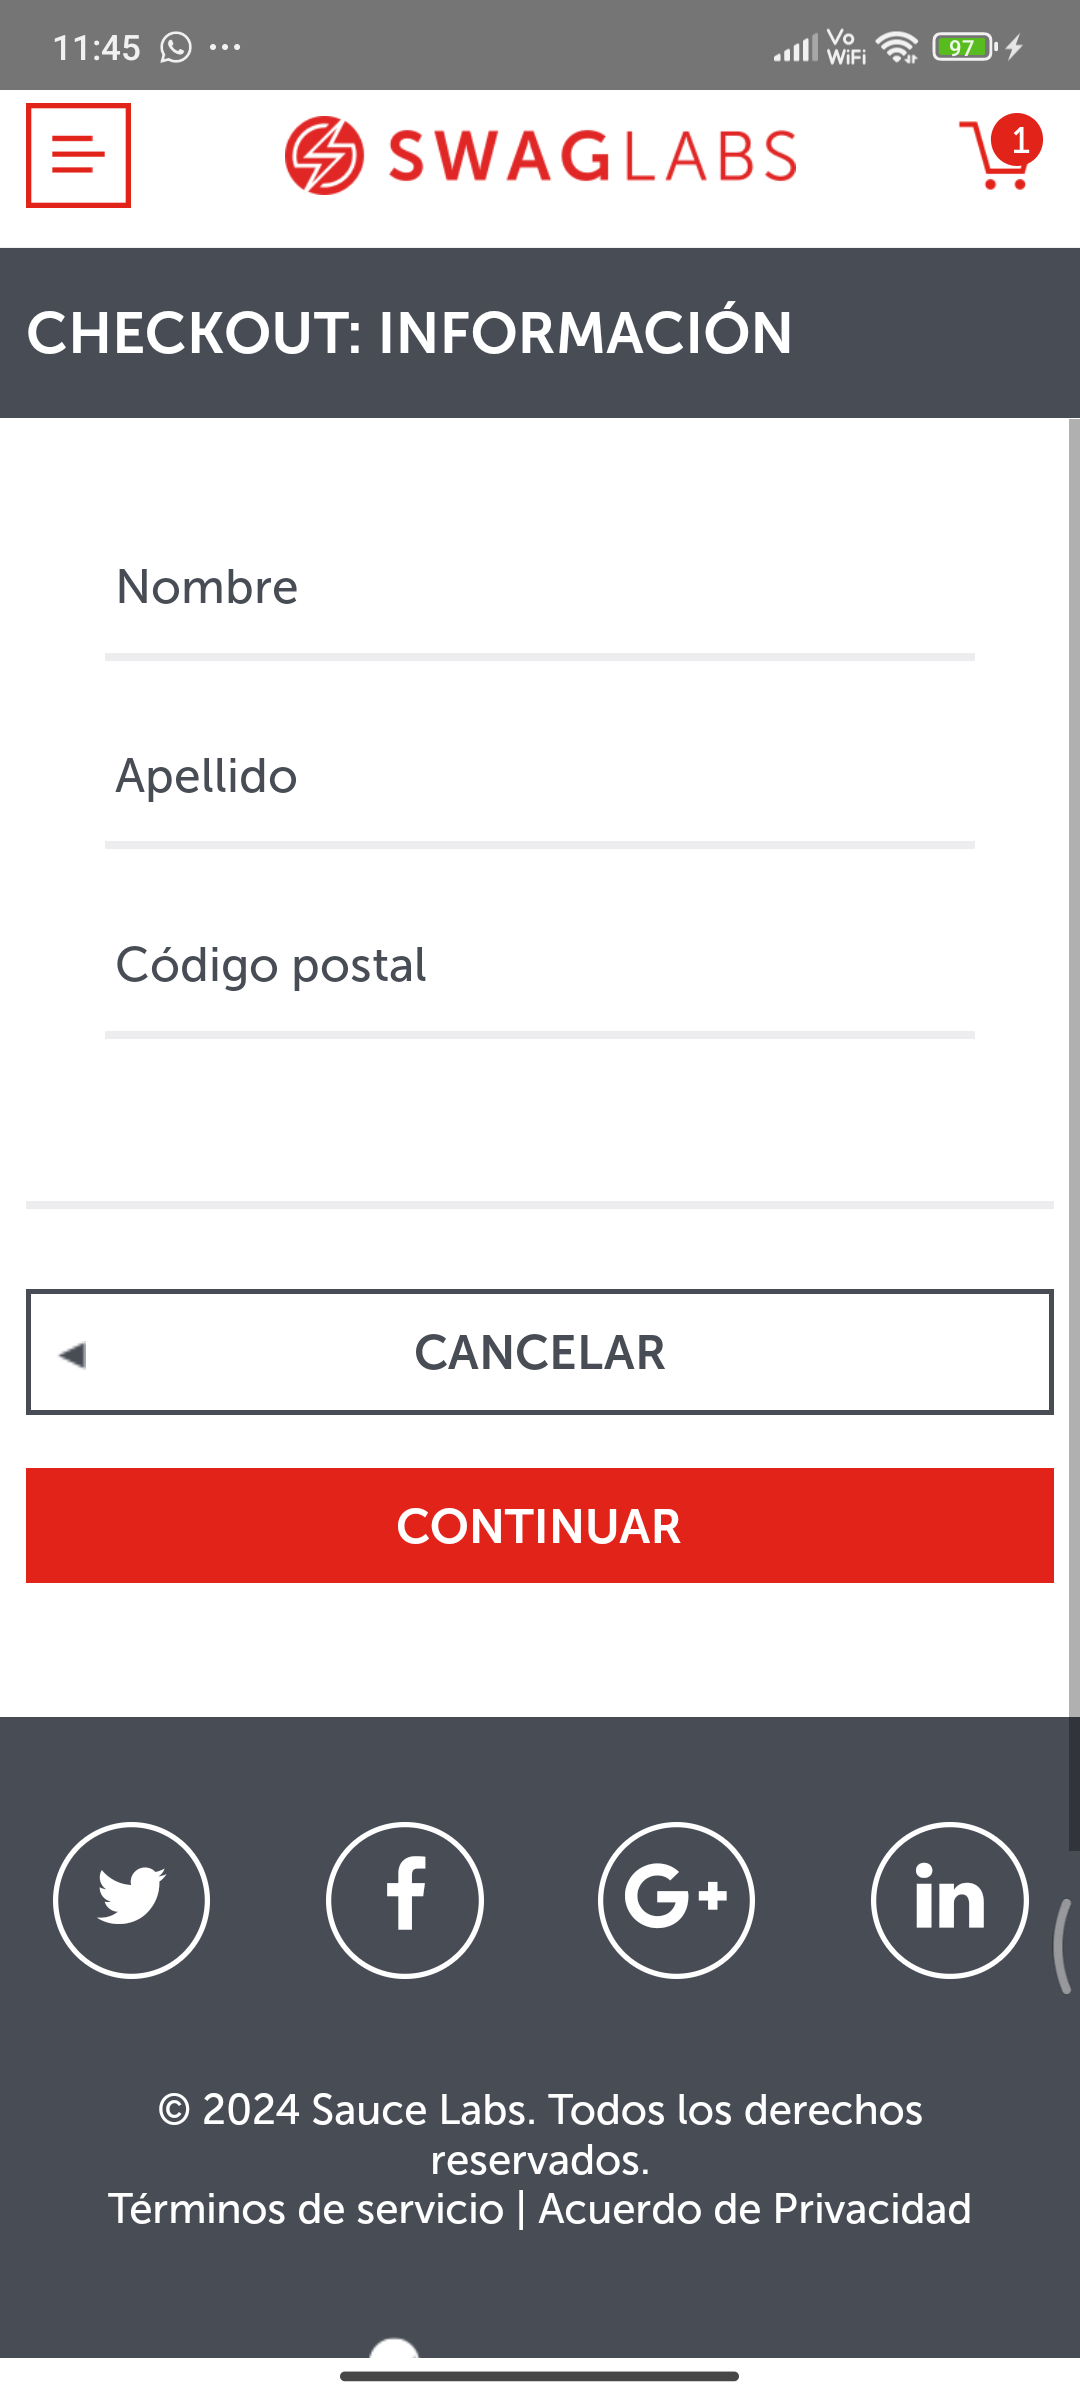 11:45
Vo
WiFi
97
SWAGLABS
1
CHECKOUT: INFORMACIÓN
Nombre
Apellido
Código postal
CANCELAR
CONTINUAR
f
G+
in
© 2024 Sauce Labs. Todos los derechos
reservados.
Términos de servicio | Acuerdo de Privacidad